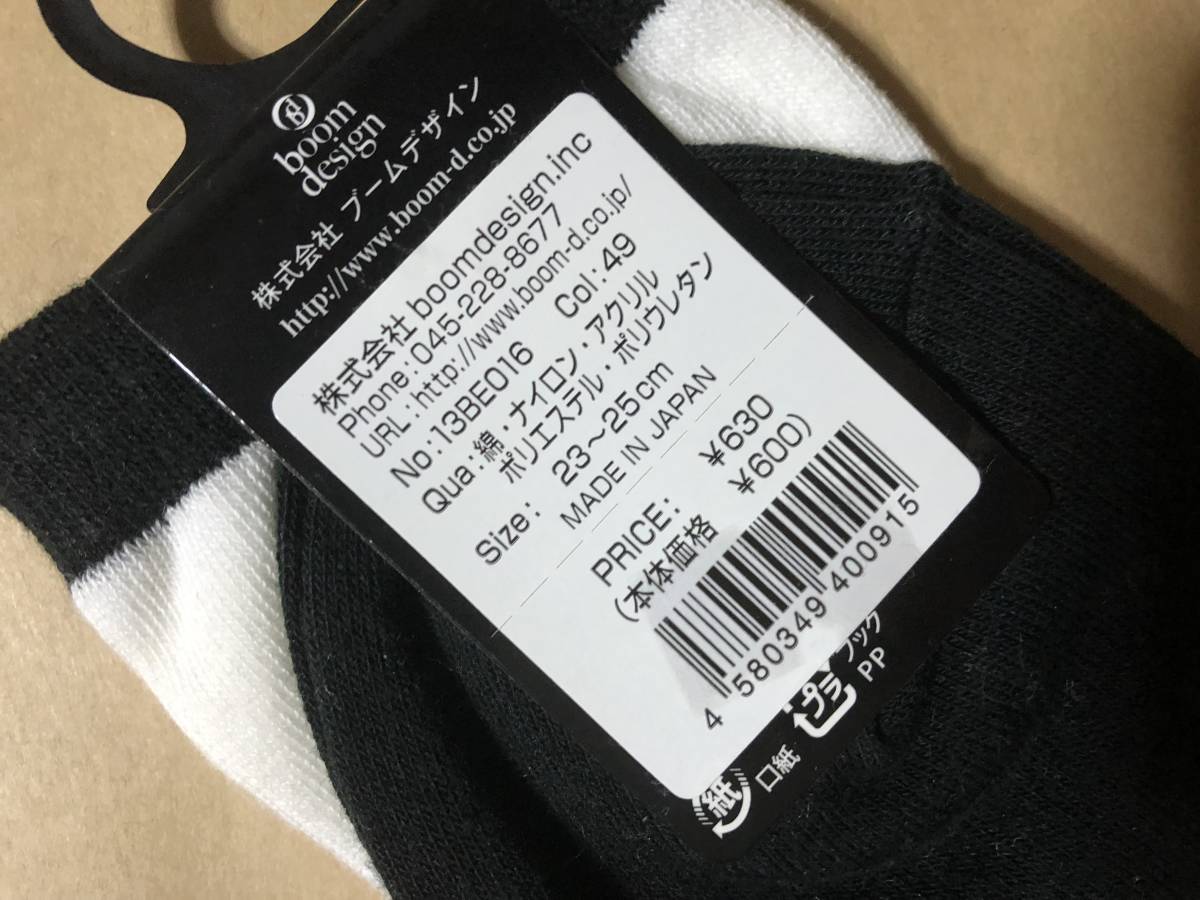 boom
design
株式会社 ブームデザイン
http://www.boom-d.co.jp
株式会社 boomdesign.inc
Phone:045-228-8677
URL:http://www.boom-d.co.jp/
No:13BE016 Col:49
Qua:綿・ナイロン・アクリル
ポリエステル・ポリウレタン
Size: 23~25cm
MADE IN JAPAN
PRICE: ¥630
(本体価格 ¥600)
4 580349 400915
プラ
フック
PP
紙
口紙